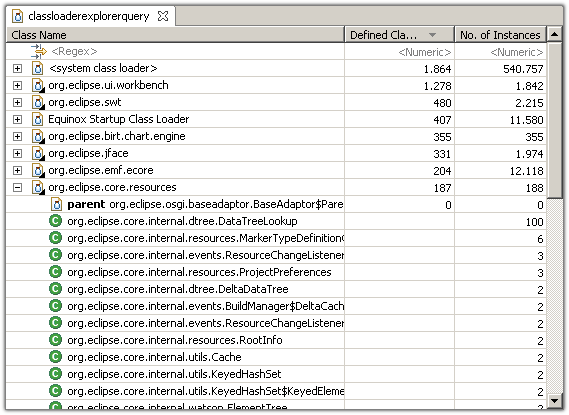 classloaderexplorerquery
Class Name Defined Cla... No. of Instances
<Regex> <Numeric> <Numeric>
<system class loader> 1.864 540.757
org.eclipse.ui.workbench 1.278 1.842
org.eclipse.swt 480 2.215
Equinox Startup Class Loader 407 11.580
org.eclipse.birt.chart.engine 355 355
org.eclipse.jface 331 1.974
org.eclipse.emf.ecore 204 12.118
org.eclipse.core.resources 187 188
parent org.eclipse.osgi.baseadaptor.BaseAdaptor$Pare 0 0
org.eclipse.core.internal.dtree.DataTreeLookup 100
org.eclipse.core.internal.resources.MarkerTypeDefinition 6
org.eclipse.core.internal.events.ResourceChangeListener 3
org.eclipse.core.internal.resources.ProjectPreferences 3
org.eclipse.core.internal.dtree.DeltaDataTree 2
org.eclipse.core.internal.events.BuildManager$DeltaCach 2
org.eclipse.core.internal.events.ResourceChangeListener 2
org.eclipse.core.internal.resources.RootInfo 2
org.eclipse.core.internal.utils.Cache 2
org.eclipse.core.internal.utils.KeyedHashSet 2
org.eclipse.core.internal.utils.KeyedHashSet$KeyedEleme 2
org.eclipse.core.internal.watson.ElementTree 2